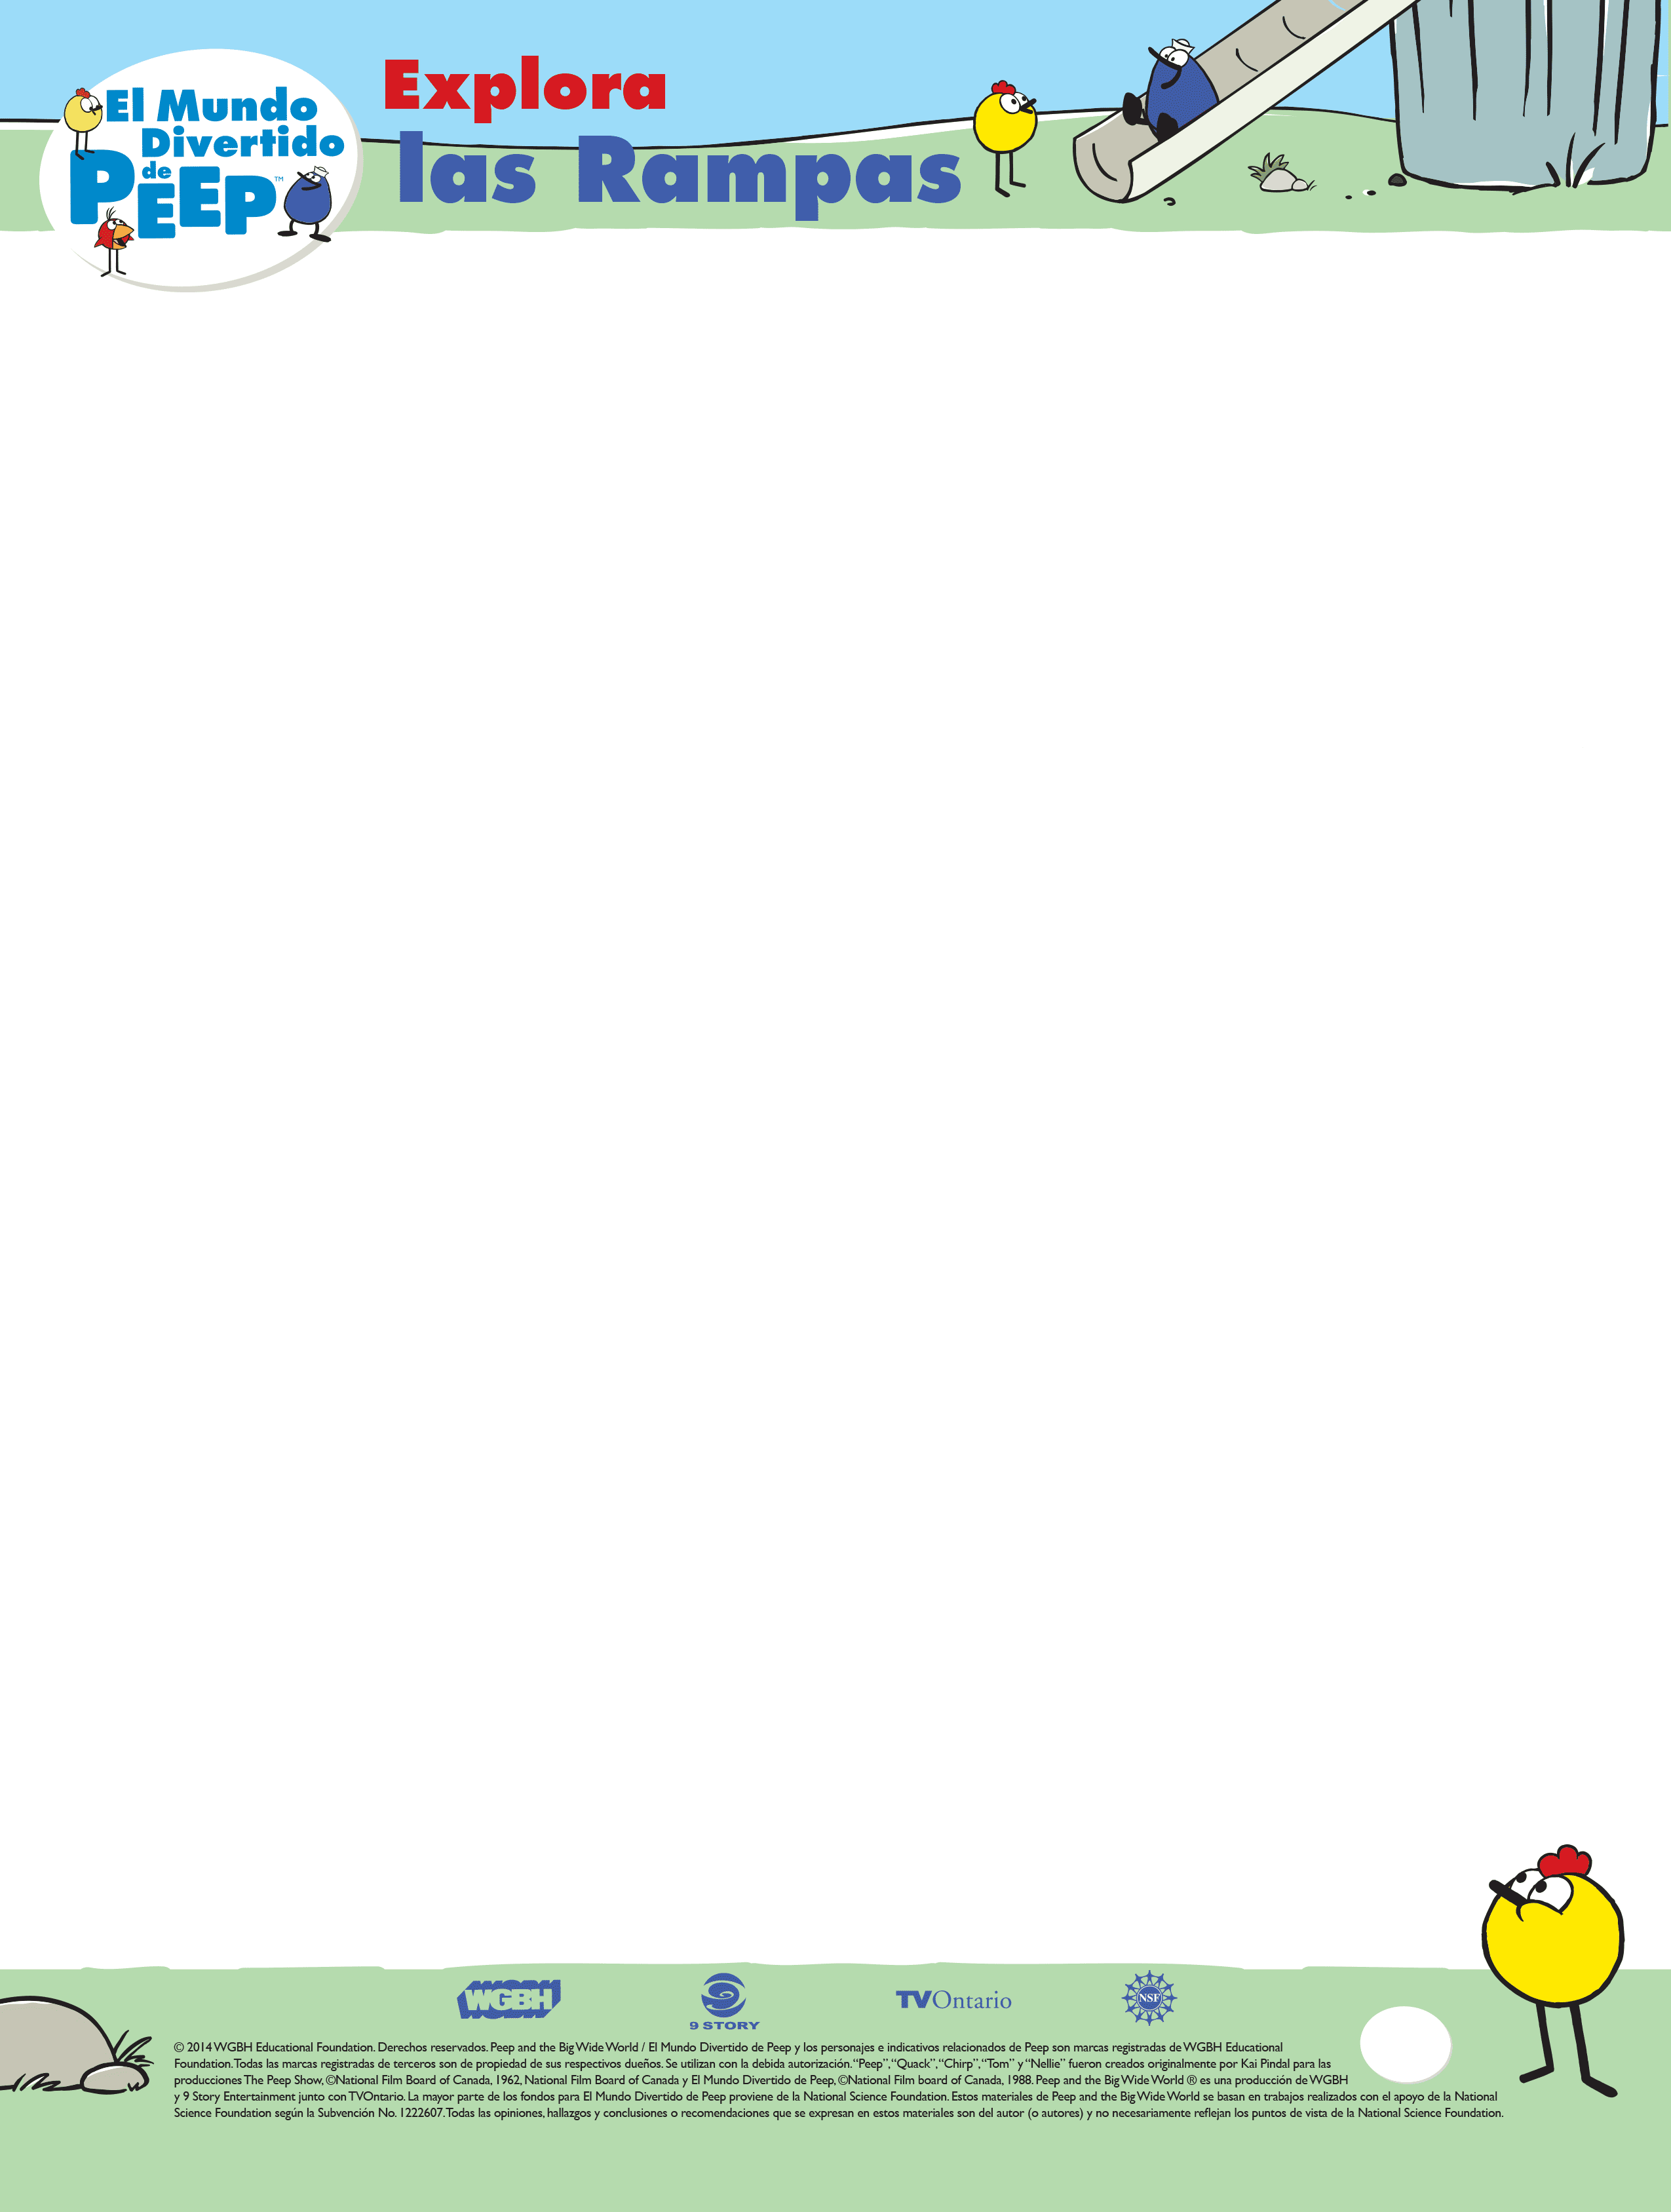 El Mundo
Divertido
de
PEEP™
Explora
las Rampas
WGBH
9 STORY
TVOntario
NSF
© 2014 WGBH Educational Foundation. Derechos reservados. Peep and the Big Wide World / El Mundo Divertido de Peep y los personajes e indicativos relacionados de Peep son marcas registradas de WGBH Educational
Foundation. Todas las marcas registradas de terceros son de propiedad de sus respectivos dueños. Se utilizan con la debida autorización. “Peep”, “Quack”, “Chirp”, “Tom” y “Nellie” fueron creados originalmente por Kai Pindal para las
producciones The Peep Show, ©National Film Board of Canada, 1962, National Film Board of Canada y El Mundo Divertido de Peep, ©National Film board of Canada, 1988. Peep and the Big Wide World ® es una producción de WGBH
y 9 Story Entertainment junto con TVOntario. La mayor parte de los fondos para El Mundo Divertido de Peep proviene de la National Science Foundation. Estos materiales de Peep and the Big Wide World se basan en trabajos realizados con el apoyo de la National
Science Foundation según la Subvención No. 1222607. Todas las opiniones, hallazgos y conclusiones o recomendaciones que se expresan en estos materiales son del autor (o autores) y no necesariamente reflejan los puntos de vista de la National Science Foundation.